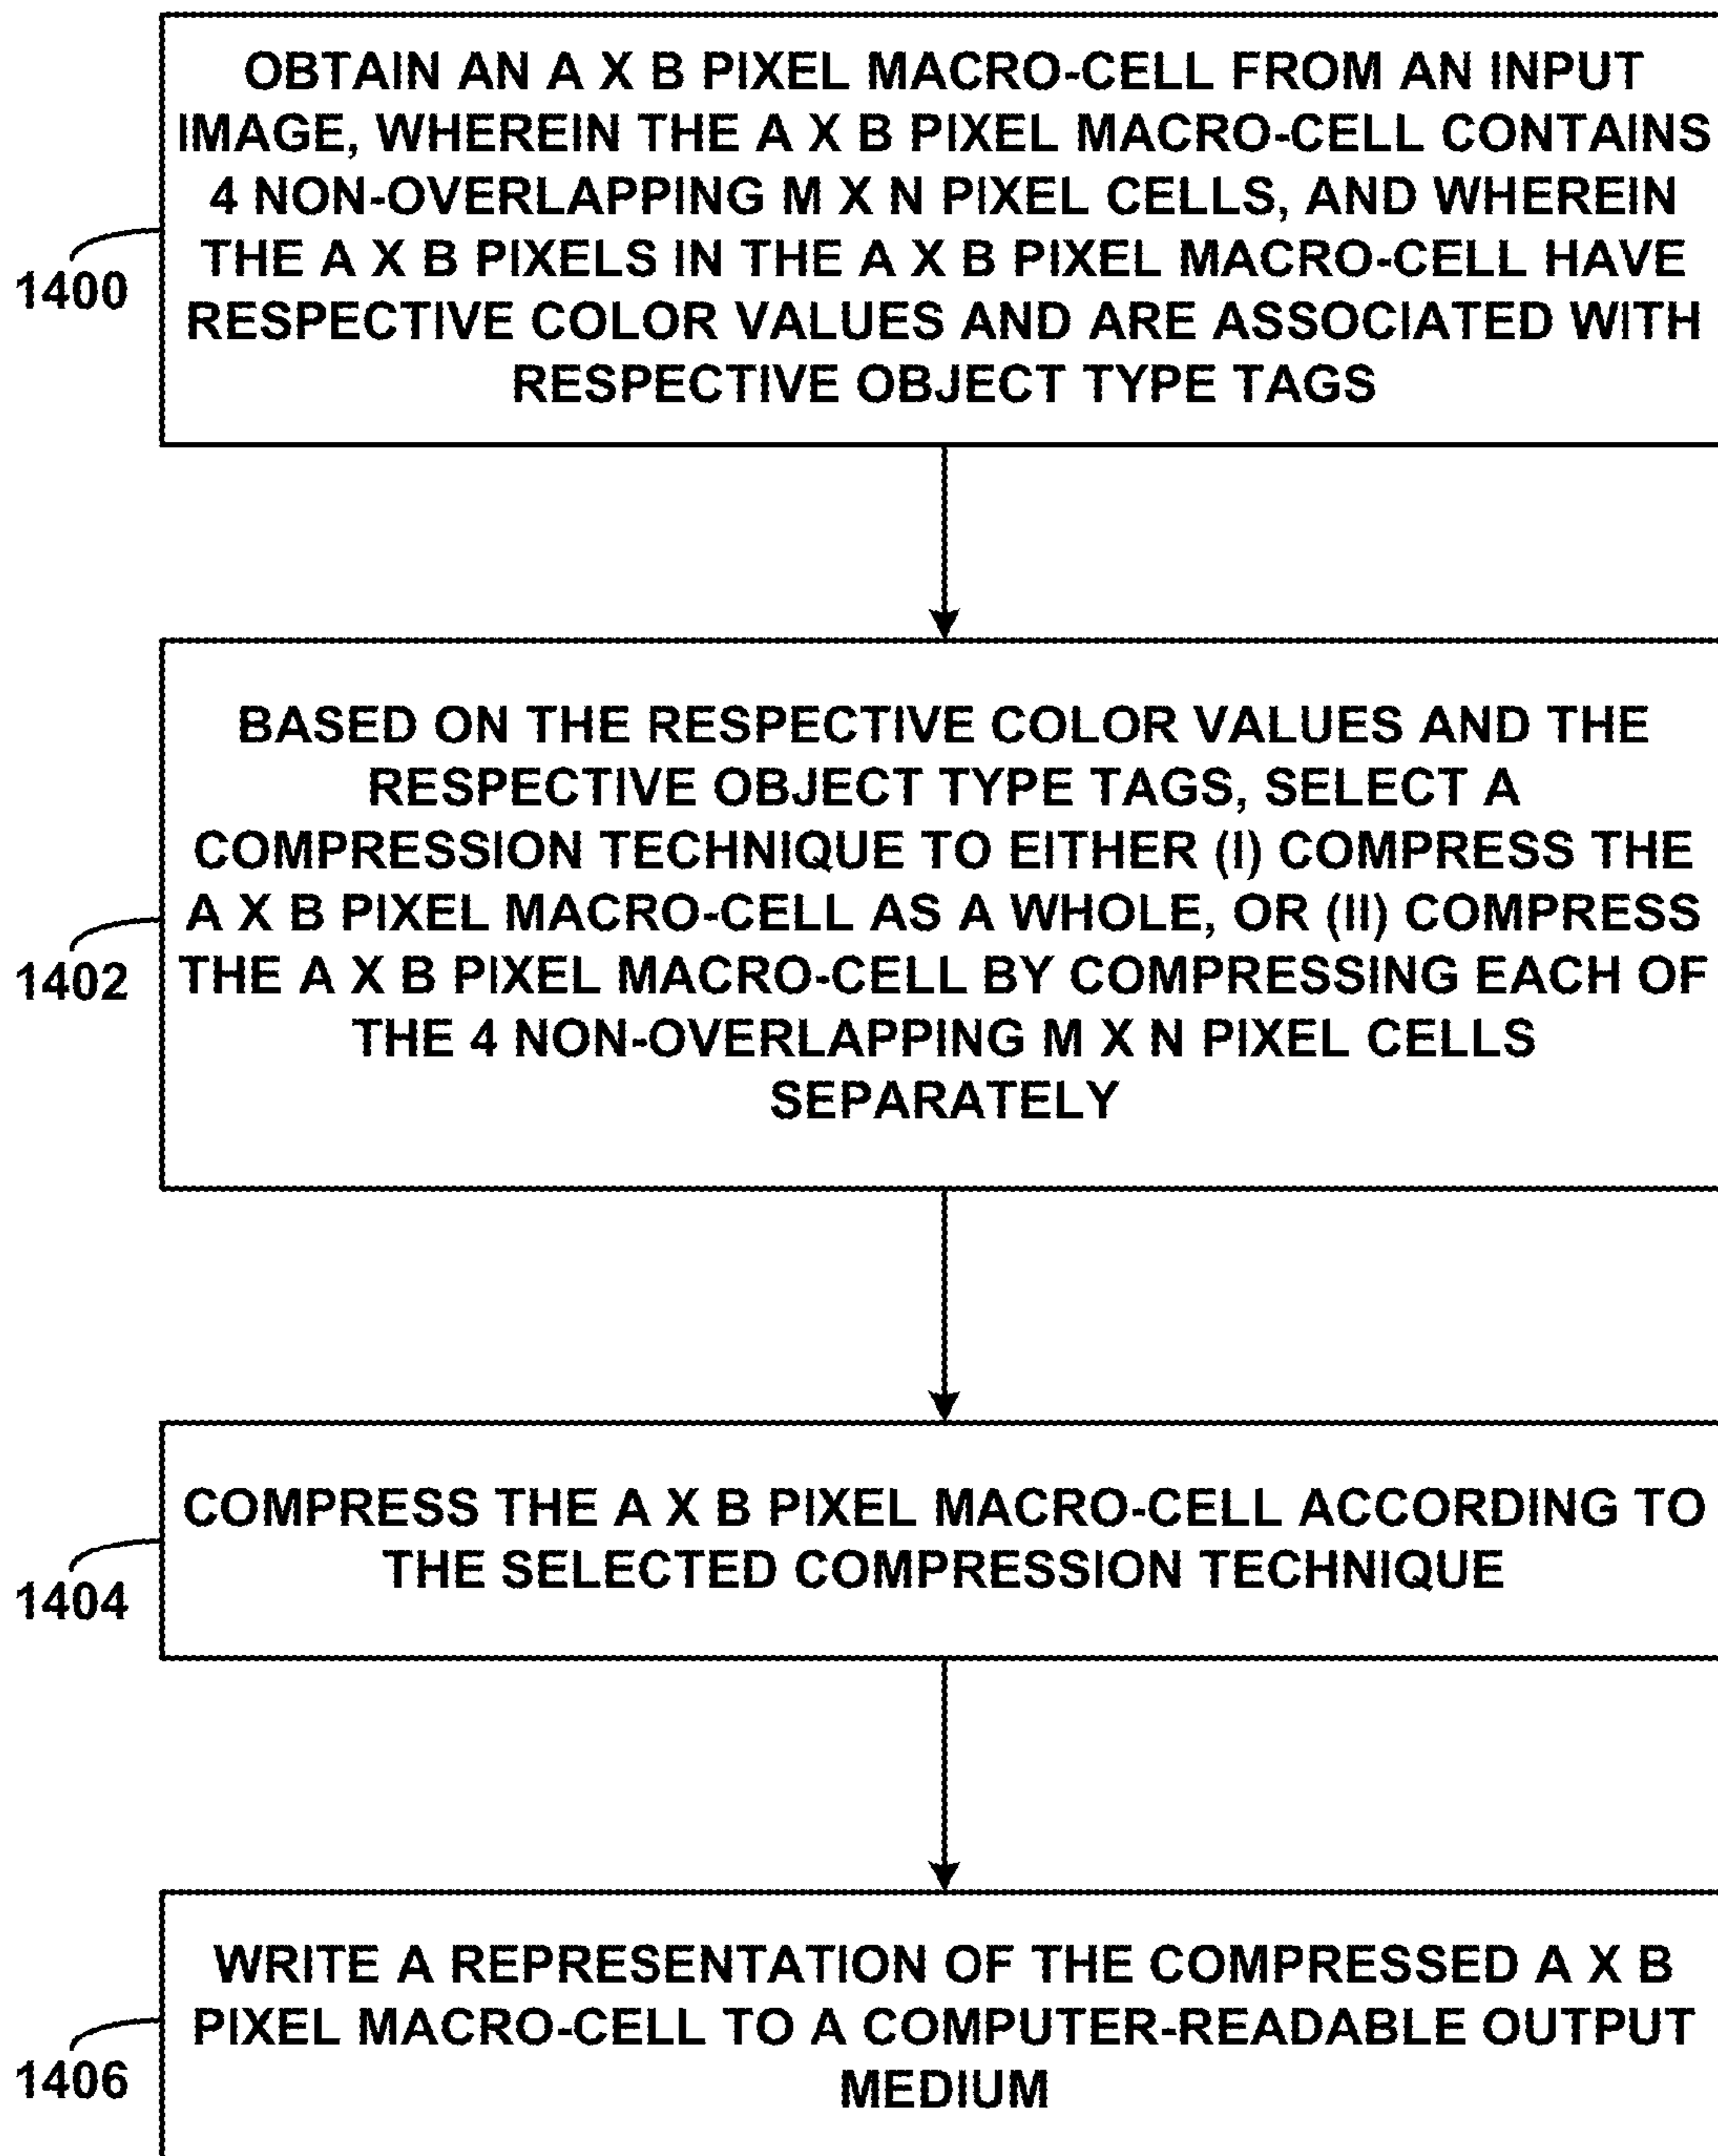 OBTAIN AN A X B PIXEL MACRO-CELL FROM AN INPUT
IMAGE, WHEREIN THE A X B PIXEL MACRO-CELL CONTAINS
4 NON-OVERLAPPING M X N PIXEL CELLS, AND WHEREIN
THE A X B PIXELS IN THE A X B PIXEL MACRO-CELL HAVE
RESPECTIVE COLOR VALUES AND ARE ASSOCIATED WITH
RESPECTIVE OBJECT TYPE TAGS
1400
BASED ON THE RESPECTIVE COLOR VALUES AND THE
RESPECTIVE OBJECT TYPE TAGS, SELECT A
COMPRESSION TECHNIQUE TO EITHER (I) COMPRESS THE
A X B PIXEL MACRO-CELL AS A WHOLE, OR (II) COMPRESS
THE A X B PIXEL MACRO-CELL BY COMPRESSING EACH OF
THE 4 NON-OVERLAPPING M X N PIXEL CELLS
SEPARATELY
1402
COMPRESS THE A X B PIXEL MACRO-CELL ACCORDING TO
THE SELECTED COMPRESSION TECHNIQUE
1404
WRITE A REPRESENTATION OF THE COMPRESSED A X B
PIXEL MACRO-CELL TO A COMPUTER-READABLE OUTPUT
MEDIUM
1406